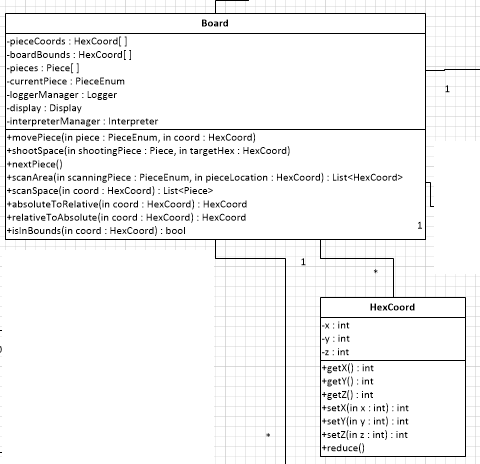 Board
-pieceCoords : HexCoord[ ]
-boardBounds : HexCoord[ ]
-pieces : Piece[ ]
-currentPiece : PieceEnum
-loggerManager : Logger
-display : Display
-interpreterManager : Interpreter
+movePiece(in piece : PieceEnum, in coord : HexCoord)
+shootSpace(in shootingPiece : Piece, in targetHex : HexCoord)
+nextPiece()
+scanArea(in scanningPiece : PieceEnum, in pieceLocation : HexCoord) : List<HexCoord>
+scanSpace(in coord : HexCoord) : List<Piece>
+absoluteToRelative(in coord : HexCoord) : HexCoord
+relativeToAbsolute(in coord : HexCoord) : HexCoord
+isInBounds(in coord : HexCoord) : bool
1
1
1
*
*
HexCoord
-x : int
-y : int
-z : int
+getX() : int
+getY() : int
+getZ() : int
+setX(in x : int) : int
+setY(in y : int) : int
+setZ(in z : int) : int
+reduce()